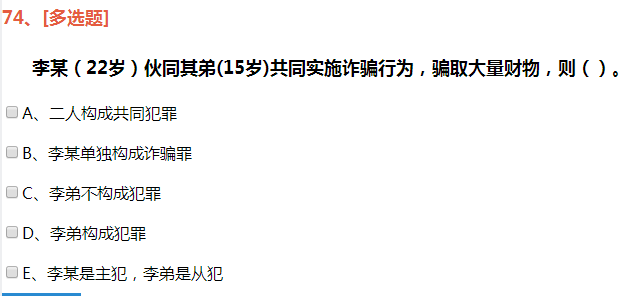 74、[多选题]
李某（22岁）伙同其弟(15岁)共同实施诈骗行为，骗取大量财物，则（ ）。
A、二人构成共同犯罪
B、李某单独构成诈骗罪
C、李弟不构成犯罪
D、李弟构成犯罪
E、李某是主犯，李弟是从犯